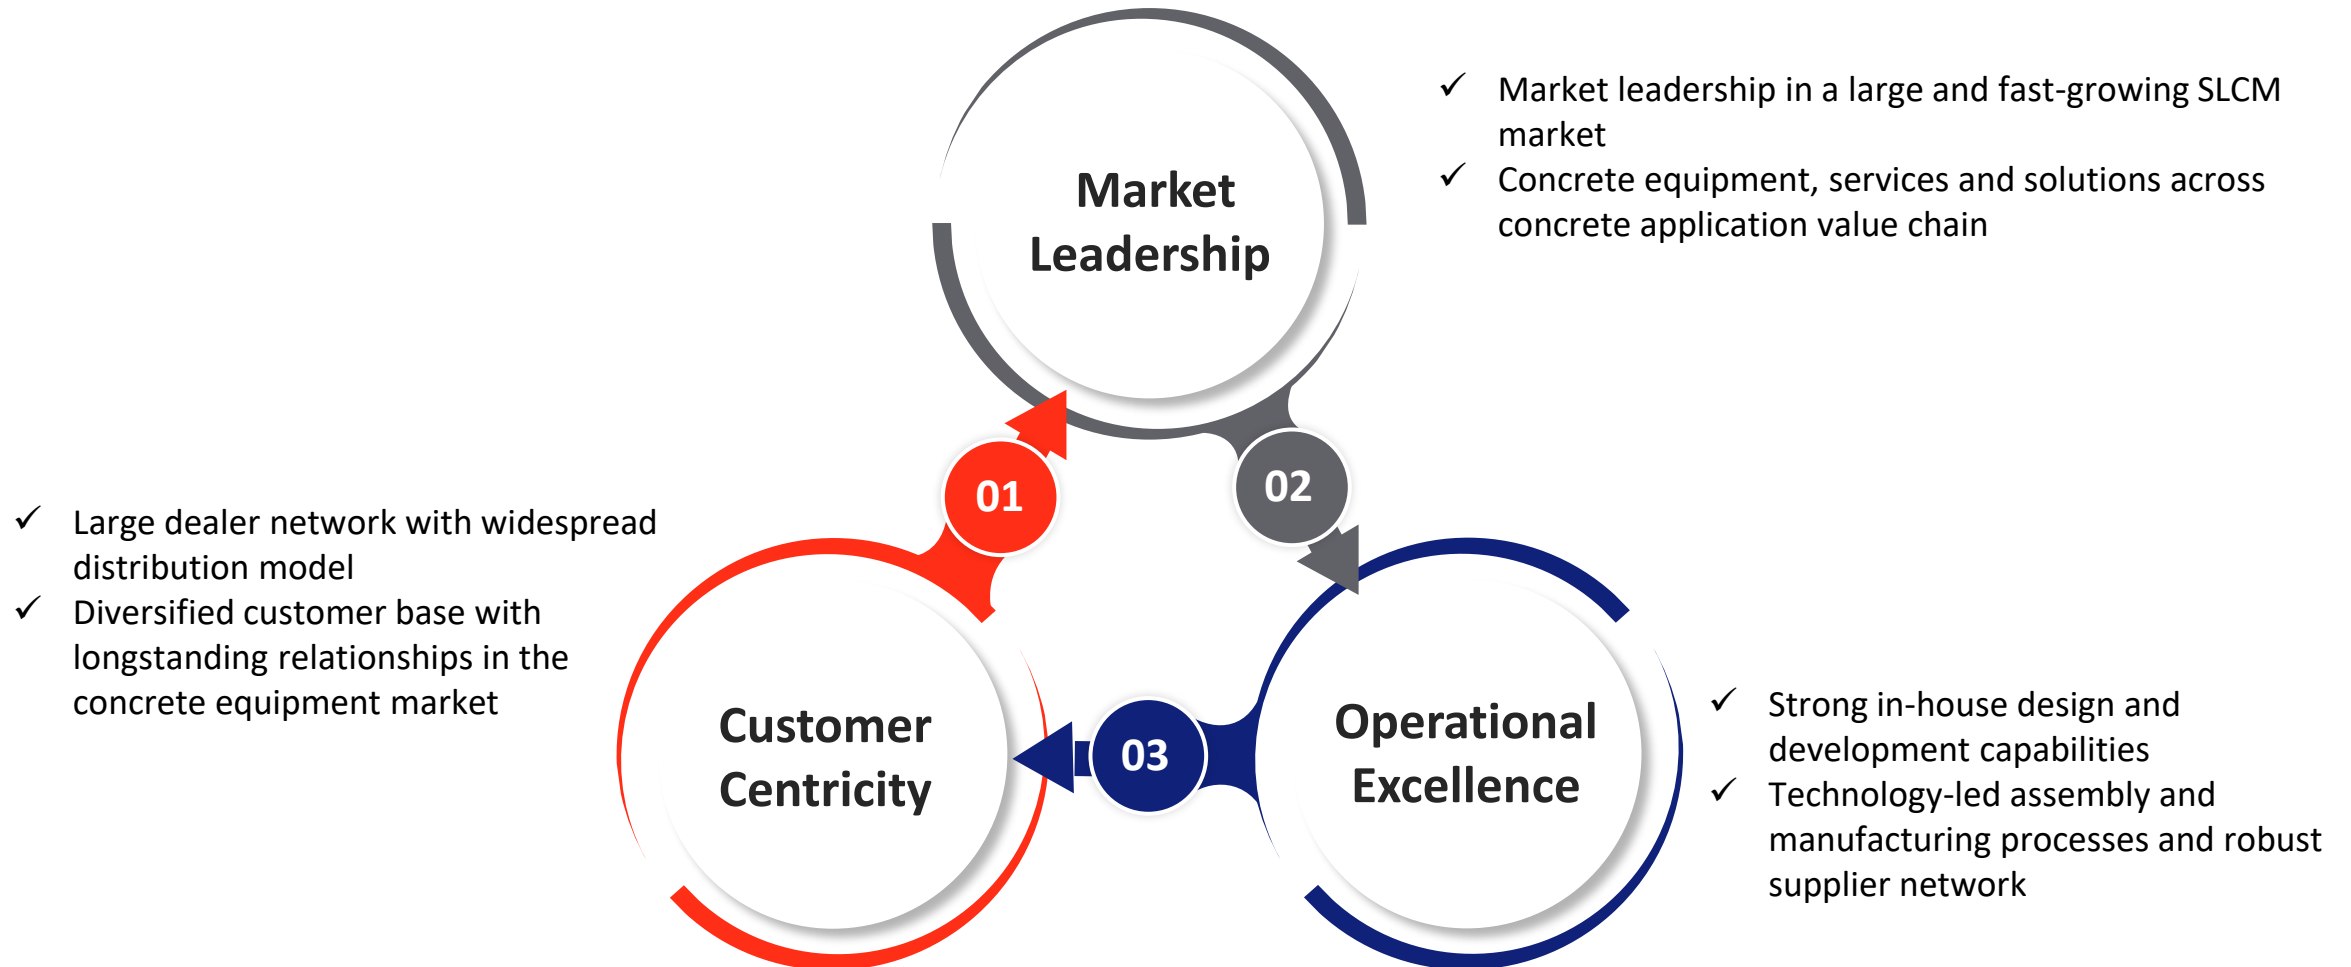 Market
Leadership
Market leadership in a large and fast-growing SLCM
market
Concrete equipment, services and solutions across
concrete application value chain
01
02
Large dealer network with widespread
distribution model
Diversified customer base with
longstanding relationships in the
concrete equipment market
Customer
Centricity
03
Operational
Excellence
Strong in-house design and
development capabilities
Technology-led assembly and
manufacturing processes and robust
supplier network